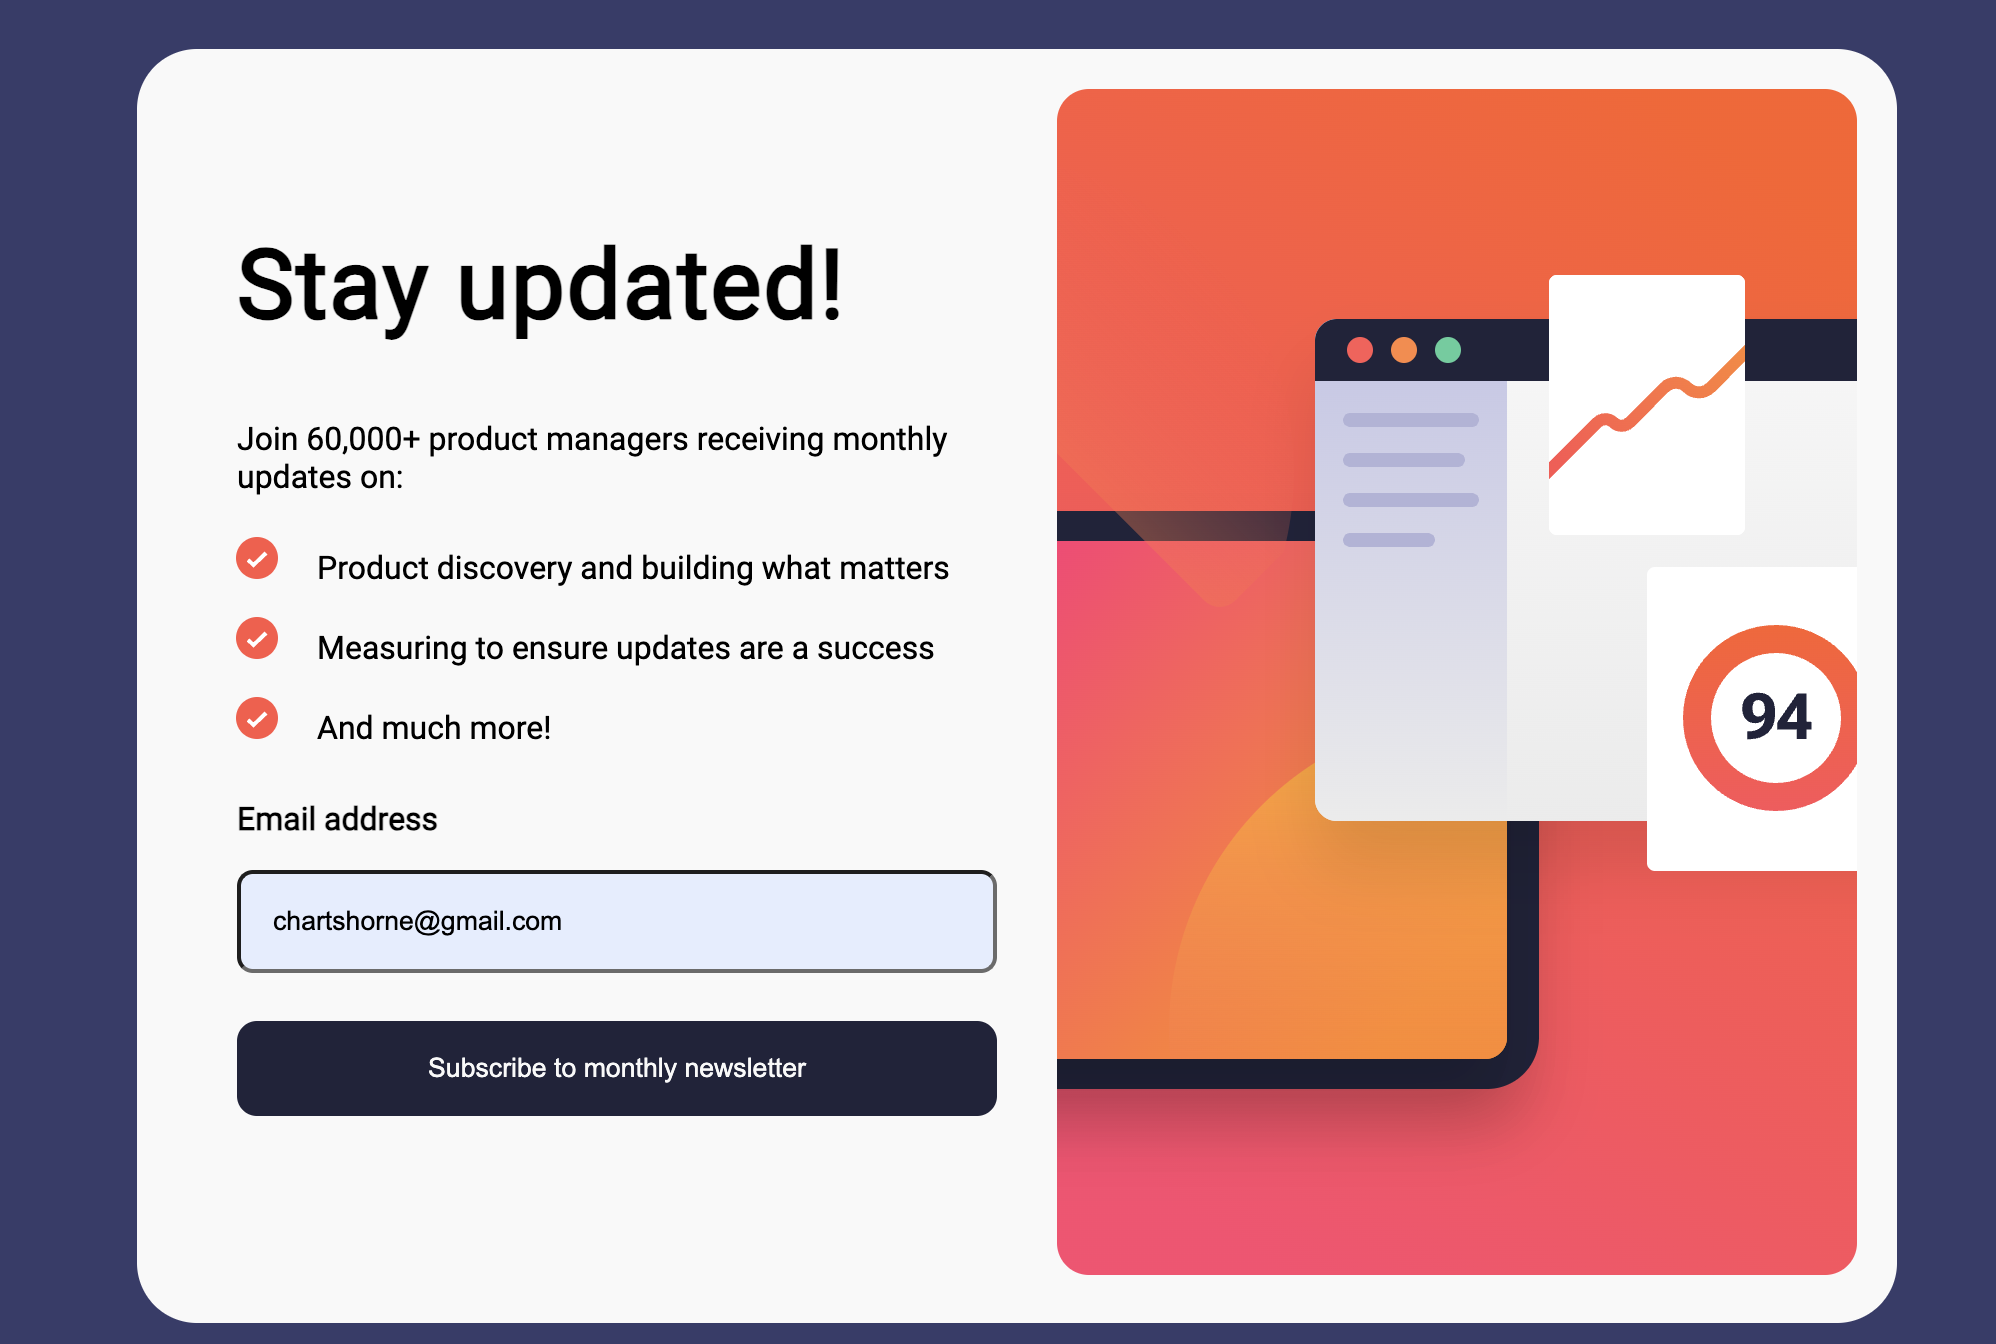 Stay updated!
Join 60,000+ product managers receiving monthly
updates on:
Product discovery and building what matters
Measuring to ensure updates are a success
And much more!
Email address
chartshorne@gmail.com
Subscribe to monthly newsletter
94